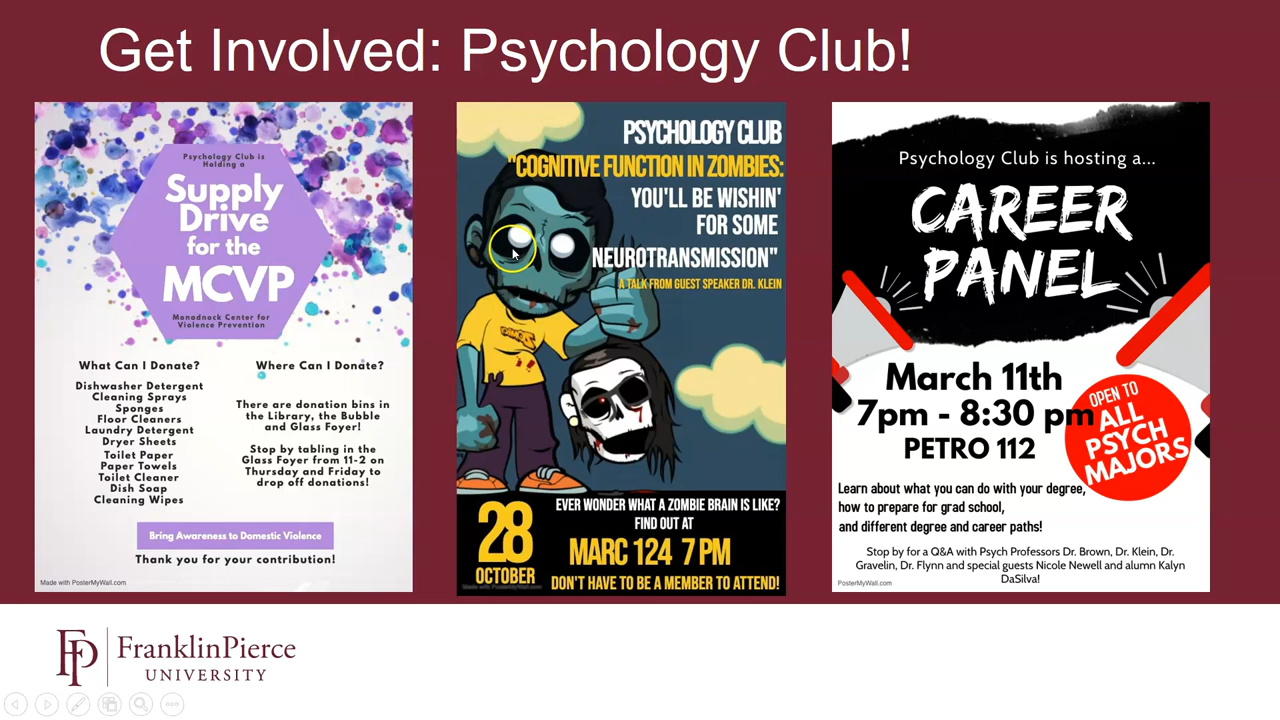 Get Involved: Psychology Club!
Psychology Club is
Holding a
Supply
Drive
for the
MCVP
Monadnock Center for
Violence Prevention
What Can I Donate?
Dishwasher Detergent
Cleaning Sprays
Sponges
Floor Cleaners
Laundry Detergent
Dryer Sheets
Toilet Paper
Paper Towels
Toilet Cleaner
Dish Soap
Cleaning Wipes
Where Can I Donate?
There are donation bins in
the Library, the Bubble
and Glass Foyer!
Stop by tabling in the
Glass Foyer from 11-2 on
Thursday and Friday to
drop off donations!
Bring Awareness to Domestic Violence
Thank you for your contribution!
Made with PosterMyWall.com
PSYCHOLOGY CLUB
"COGNITIVE FUNCTION IN ZOMBIES:
YOU'LL BE WISHIN'
FOR SOME
NEUROTRANSMISSION"
A TALK FROM GUEST SPEAKER DR. KLEIN
28
OCTOBER
EVER WONDER WHAT A ZOMBIE BRAIN IS LIKE?
FIND OUT AT
MARC 124 7 PM
DON'T HAVE TO BE A MEMBER TO ATTEND!
Made with PosterMyWall.com
Psychology Club is hosting a...
CAREER
PANEL
March 11th
7pm - 8:30 pm
PETRO 112
OPEN TO
ALL
PSYCH
MAJORS
Learn about what you can do with your degree,
how to prepare for grad school,
and different degree and career paths!
Stop by for a Q&A with Psych Professors Dr. Brown, Dr. Klein, Dr.
Gravelin, Dr. Flynn and special guests Nicole Newell and alumn Kalyn
DaSilva!
PosterMyWall.com
FP
FranklinPierce
UNIVERSITY